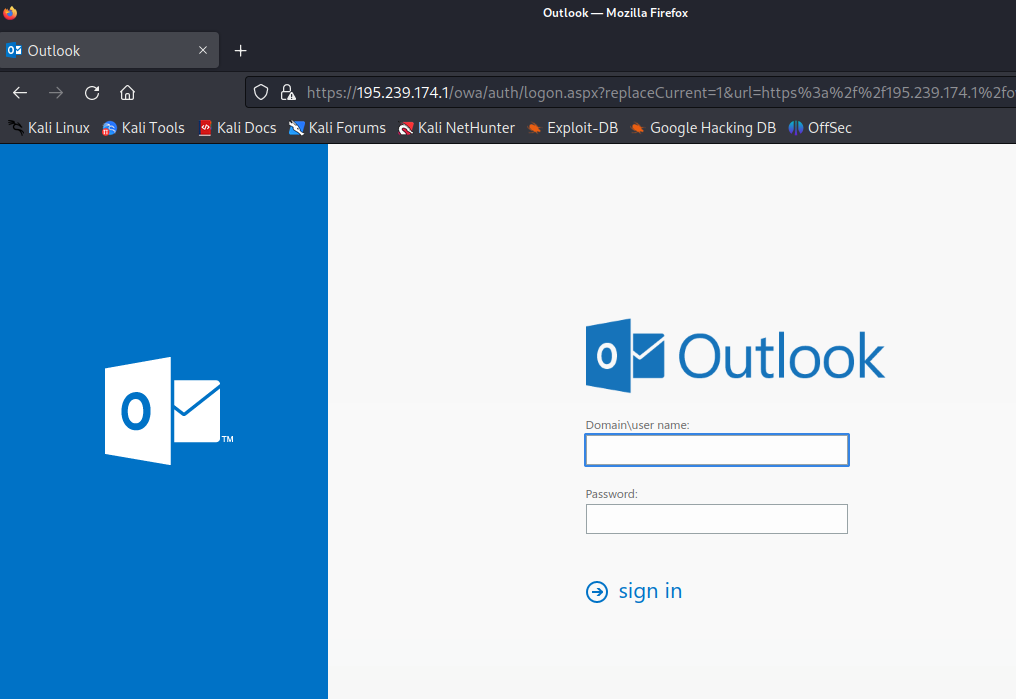 Outlook — Mozilla Firefox
Outlook
https://195.239.174.1/owa/auth/logon.aspx?replaceCurrent=1&url=https%3a%2f%2f195.239.174.1%2fo
Kali Linux Kali Tools Kali Docs Kali Forums Kali NetHunter Exploit-DB Google Hacking DB OffSec
Outlook
Domain\user name:
TM
Password:
sign in